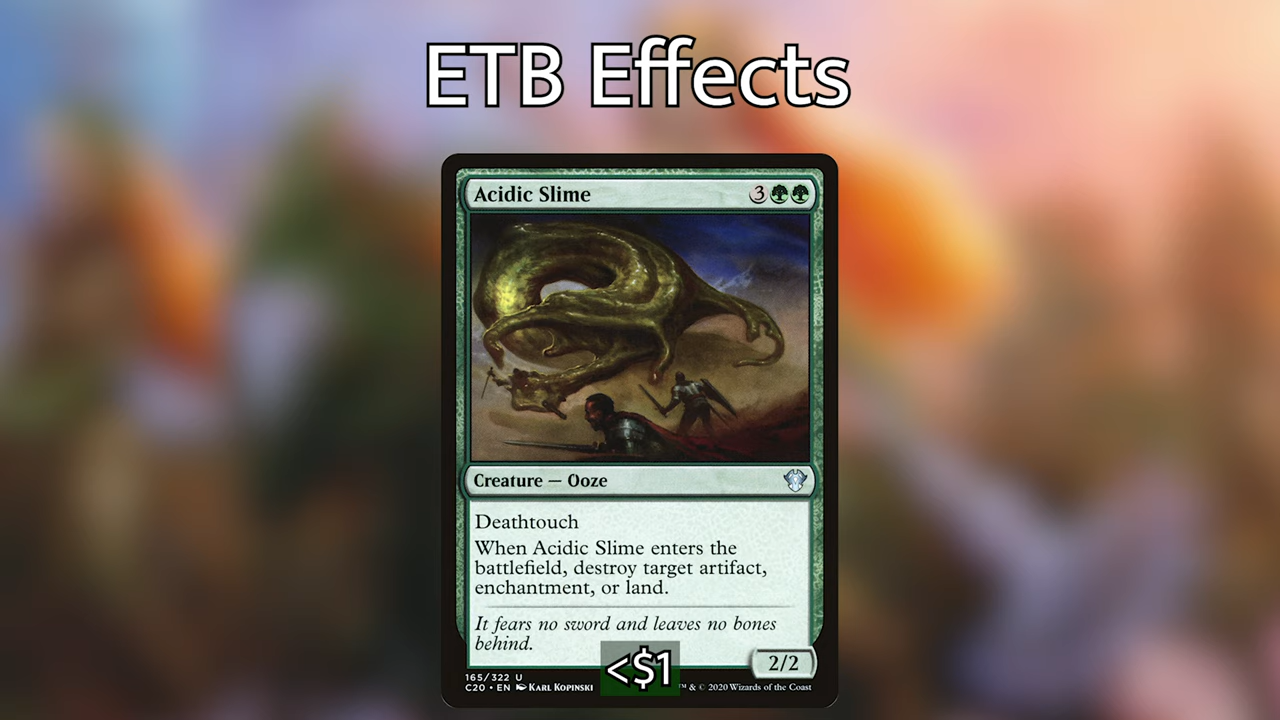 ETB Effects
Acidic Slime 3
Creature — Ooze
Deathtouch
When Acidic Slime enters the
battlefield, destroy target artifact,
enchantment, or land.
It fears no sword and leaves no bones
behind.
<$1
2/2
165/322 U
C20 • EN Karl Kopinski ™ & © 2020 Wizards of the Coast